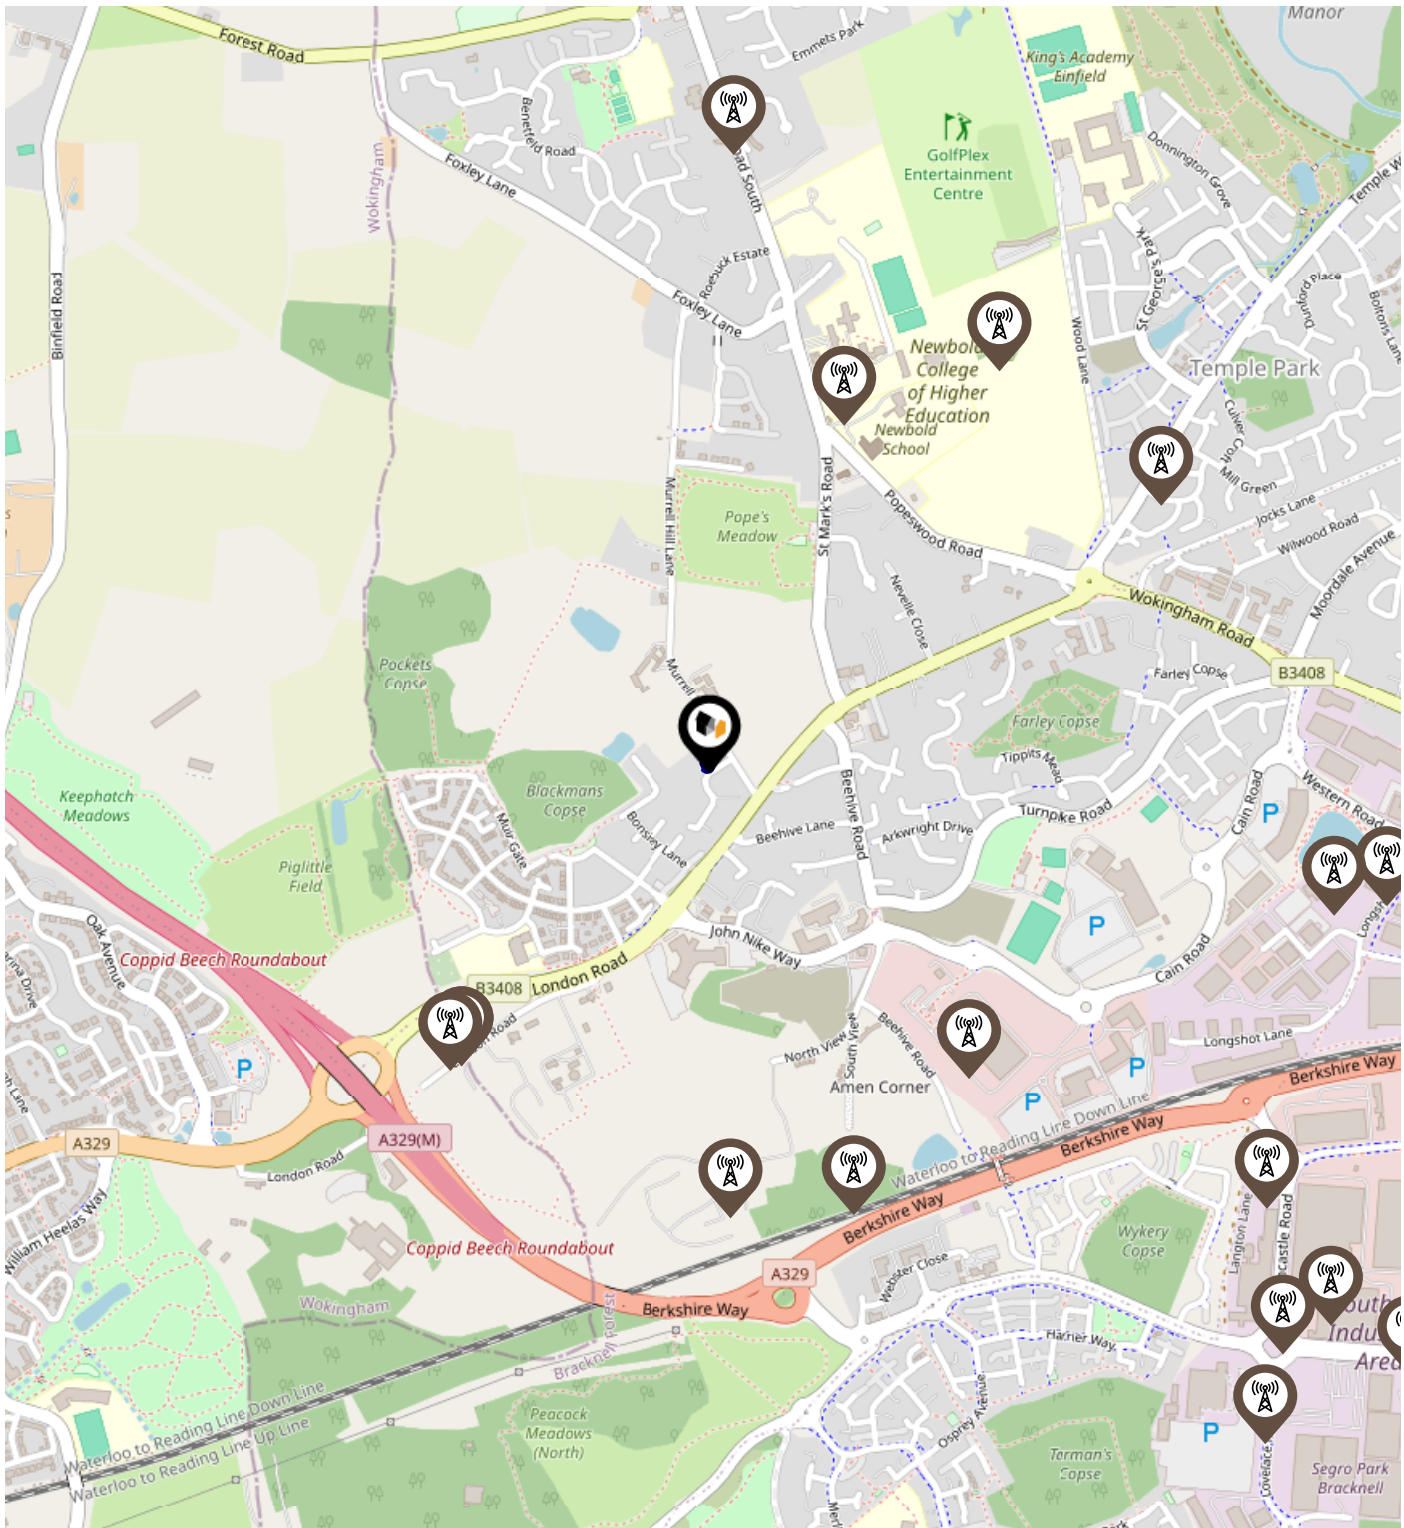 Manor
Forest Road
Emmets Park
King's Academy
Einfield
Benetfeld Road
Foxley Lane
Wokingham
GolfPlex
Entertainment
Centre
Donnington Grove
Road South
Binfield Road
Roebuck Estate
Foxley Lane
St George's Park
Dunford Place
Boltons Lane
Wood Lane
Newbold
College
of Higher
Education
Newbold
School
Temple Park
Culver Croft
Mill Green
Jocks Lane
Wilwood Road
Moordale Avenue
Murrell Hill Lane
Pope's
Meadow
St Mark's Road
Popeswood Road
Nevelle Close
Wokingham Road
B3408
Farley Copse
Pockets
Copse
Murrell
Farley Copse
Tippits Mead
Turnpike Road
Cain Road
P
Western Road
Keephatch
Meadows
Blackmans
Copse
Muir Gate
Bonsey Lane
Beehive Lane
Beehive Road
Arkwright Drive
Piglittle
Field
Oak Avenue
P
Coppid Beech Roundabout
John Nike Way
Cain Road
B3408
London Road
North View
South View
Beehive Road
Longshot Lane
Amen Corner
P
P
P
Waterloo to Reading Line Down Line
Berkshire Way
Berkshire Way
A329
A329(M)
London Road
William Heelas Way
Berkshire Way
Wykery
Copse
Langton Lane
Coppid Beech Roundabout
A329
Webster Close
Wokingham
Berkshire Way
Bracknell Forest
Harrier Way
Waterloo to Reading Line Down Line
Waterloo to Reading Line Up Line
Peacock
Meadows
(North)
Osprey Avenue
Tarman's
Copse
P
Segro Park
Bracknell